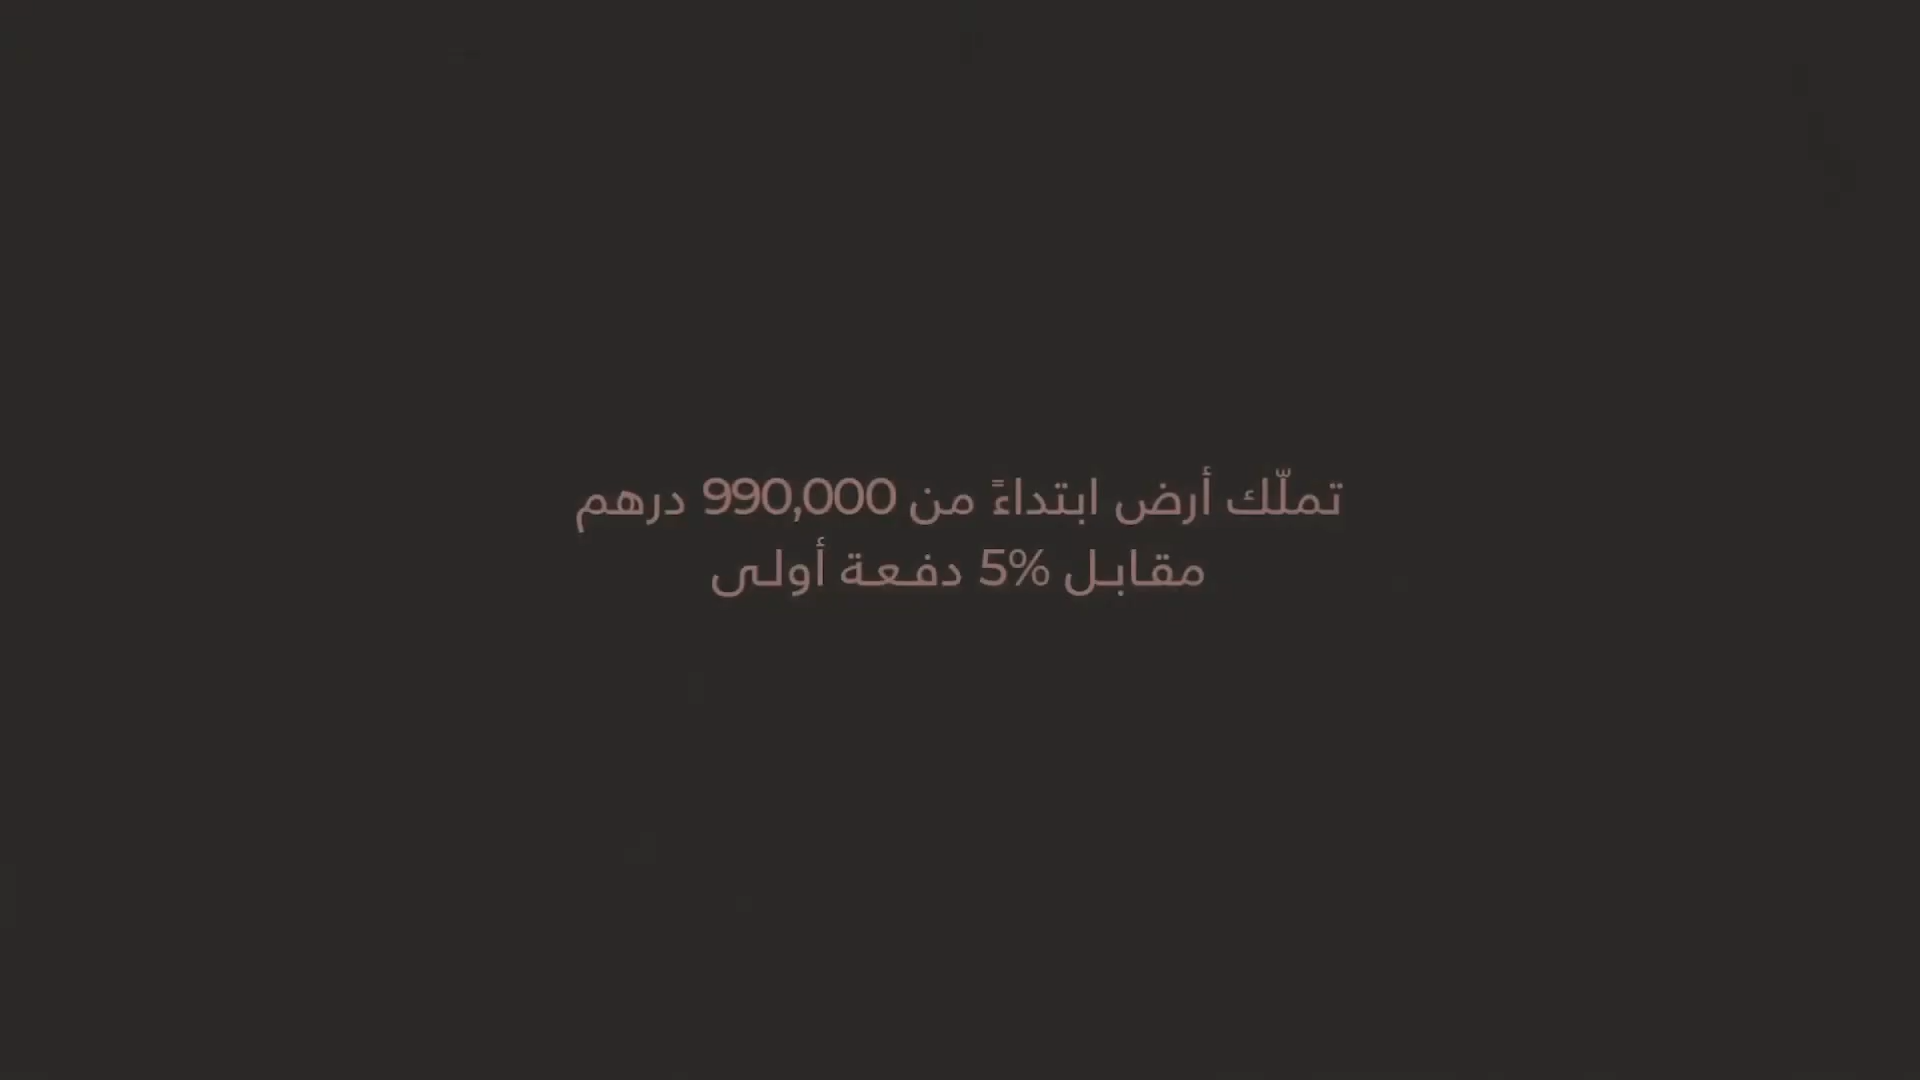 تملّك أرض ابتداءً من 990,000 درهم
مقابل 5% دفعة أولى